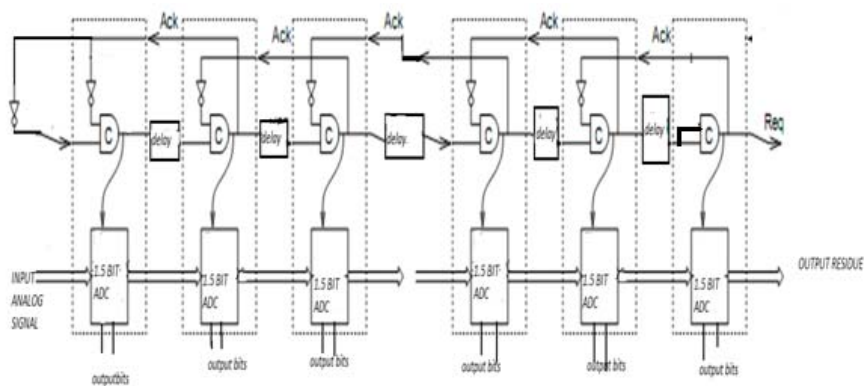 Ack
Ack
Ack
Ack
Ack
Ack
C
delay
C
delay
C
delay.
C
delay
C
delay
C
Req
INPUT
ANALOG
SIGNAL
1.5 BIT
ADC
1.5 BIT
ADC
1.5 BIT
ADC
1.5 BIT
ADC
1.5 BIT
ADC
1.5 BIT
ADC
OUTPUT RESIDUE
outputbits
output bits
output bits
output bits
output bits
output bits